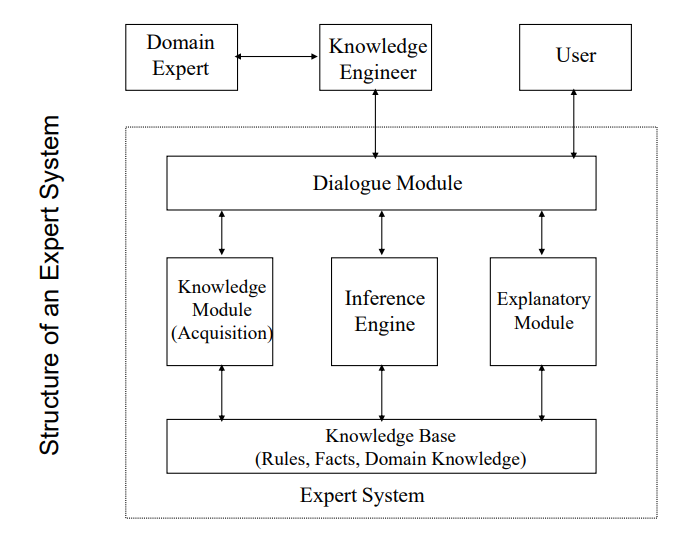 Structure of an Expert System
Domain
Expert
Knowledge
Engineer
User
Dialogue Module
Knowledge
Module
(Acquisition)
Inference
Engine
Explanatory
Module
Knowledge Base
(Rules, Facts, Domain Knowledge)
Expert System